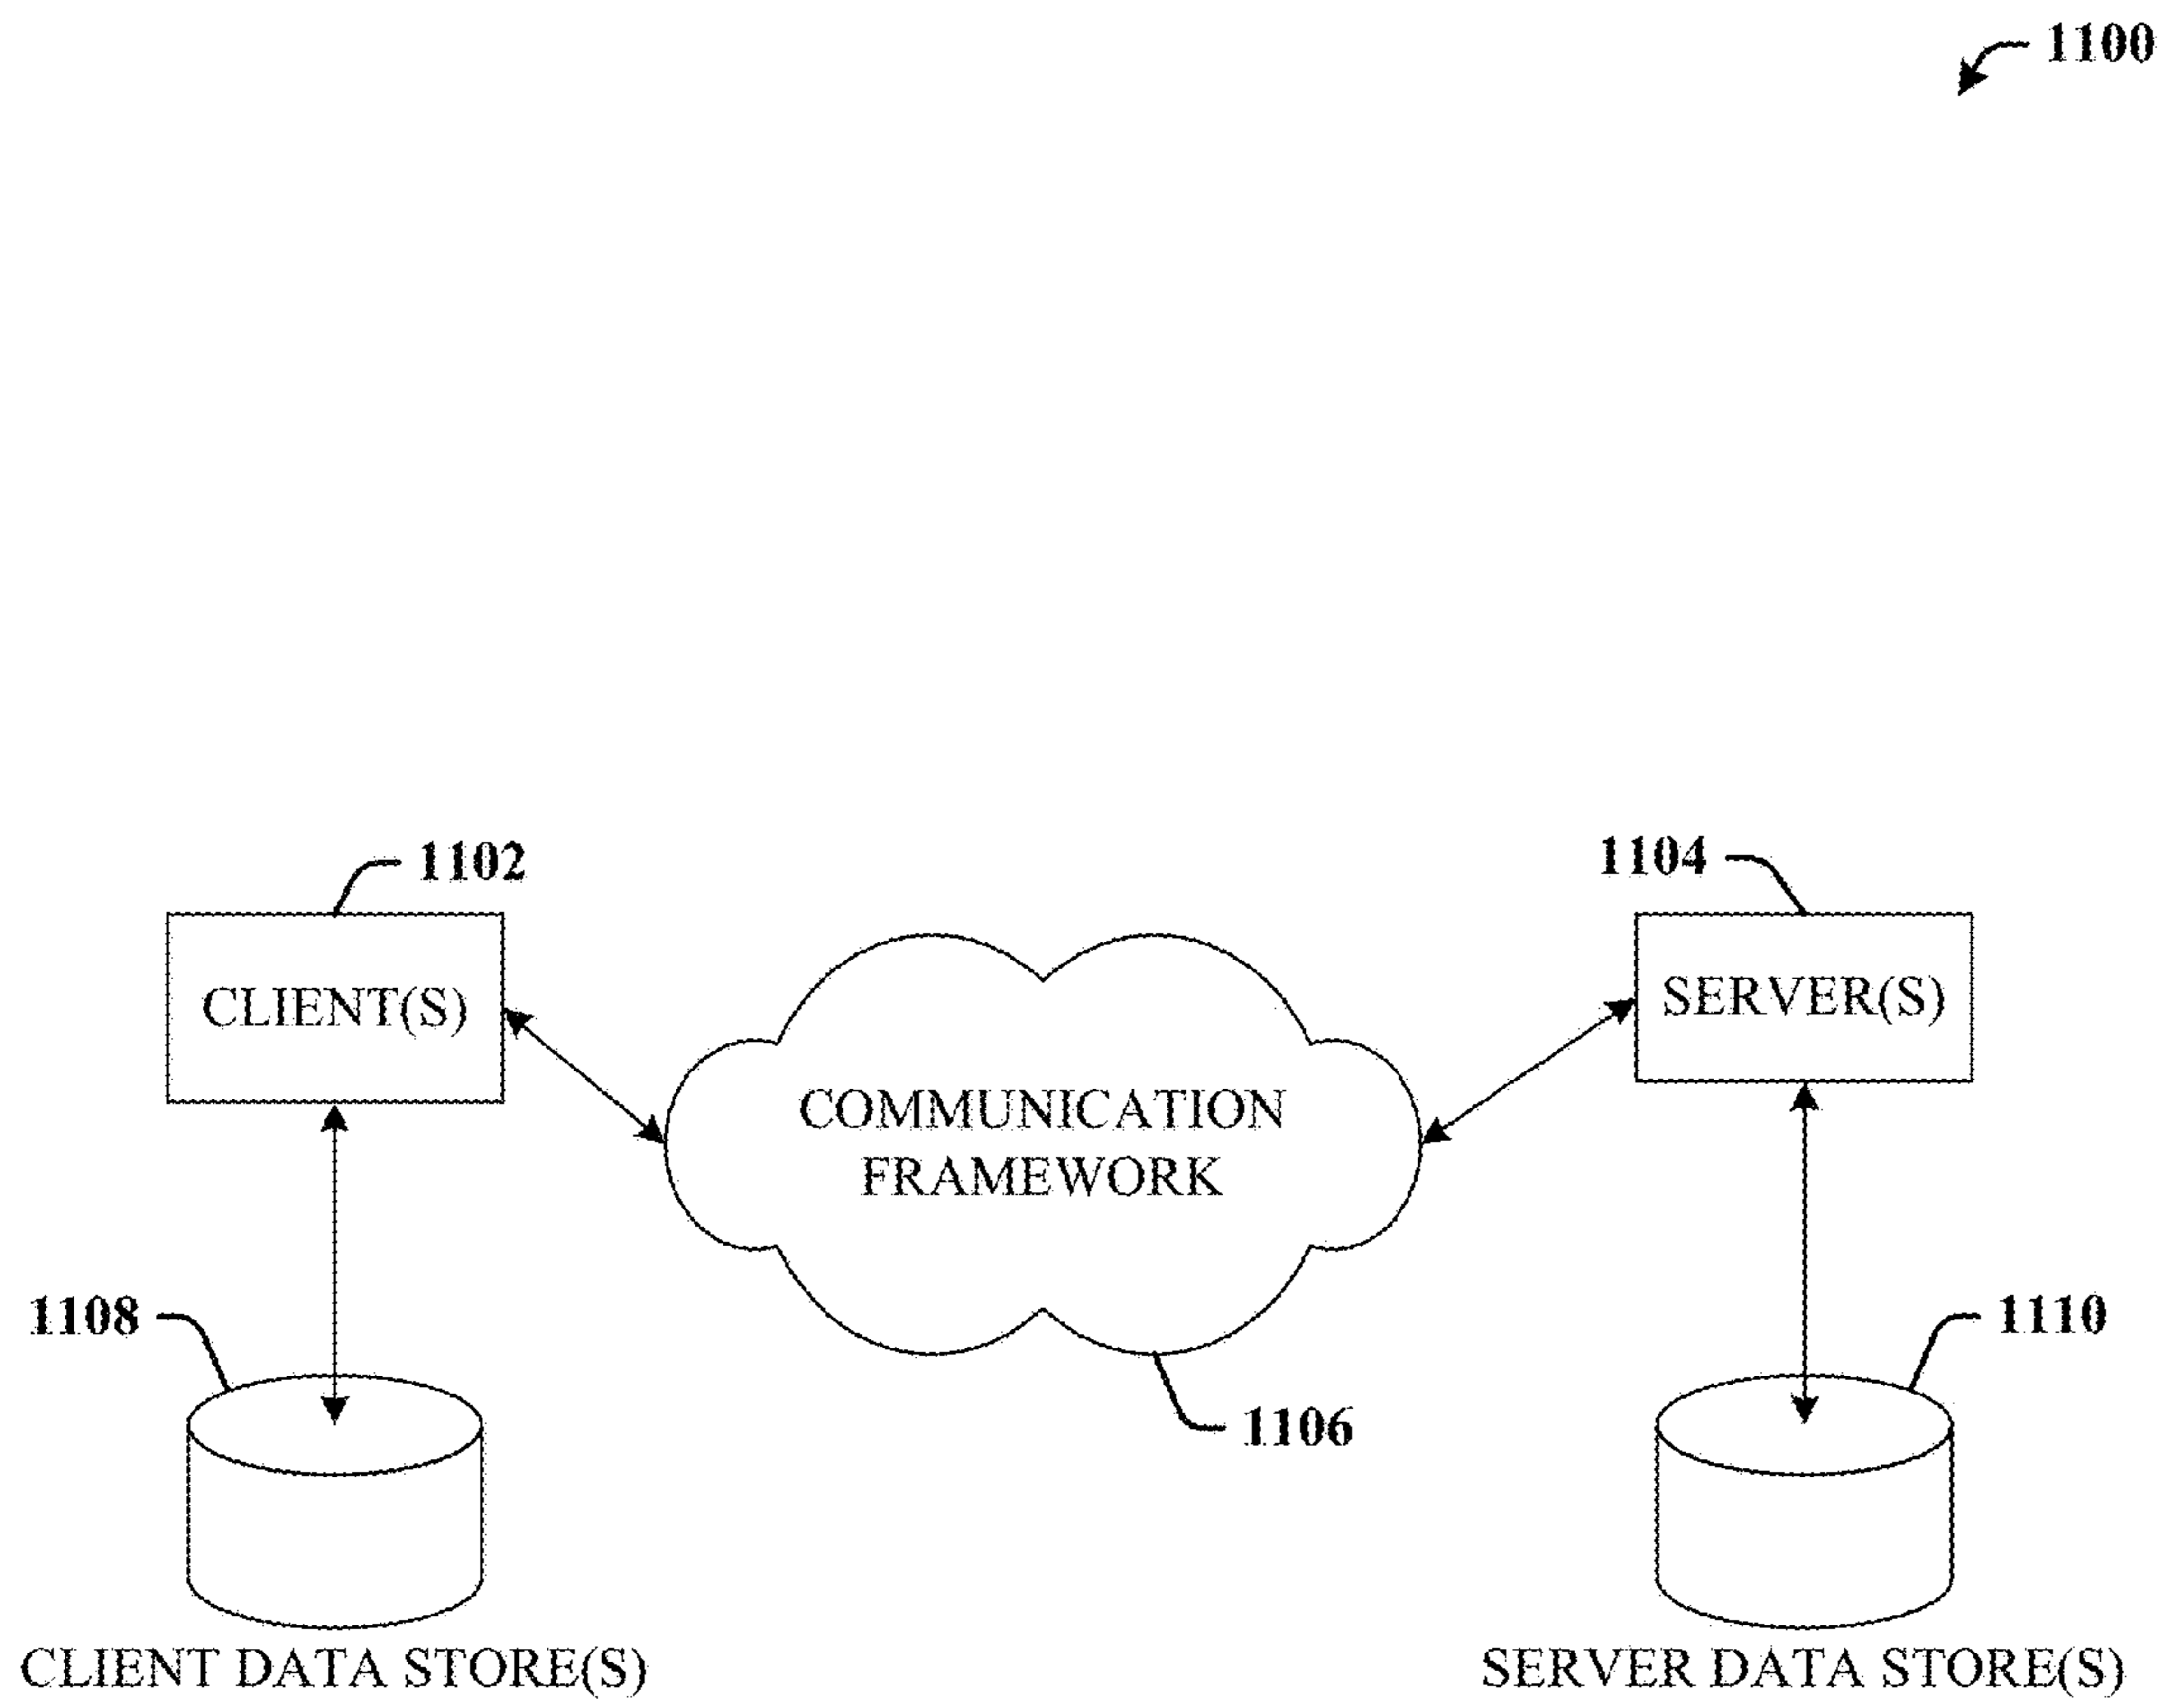 1100
1102
1104
CLIENT(S)
SERVER(S)
COMMUNICATION
FRAMEWORK
1108
1110
1106
CLIENT DATA STORE(S)
SERVER DATA STORE(S)